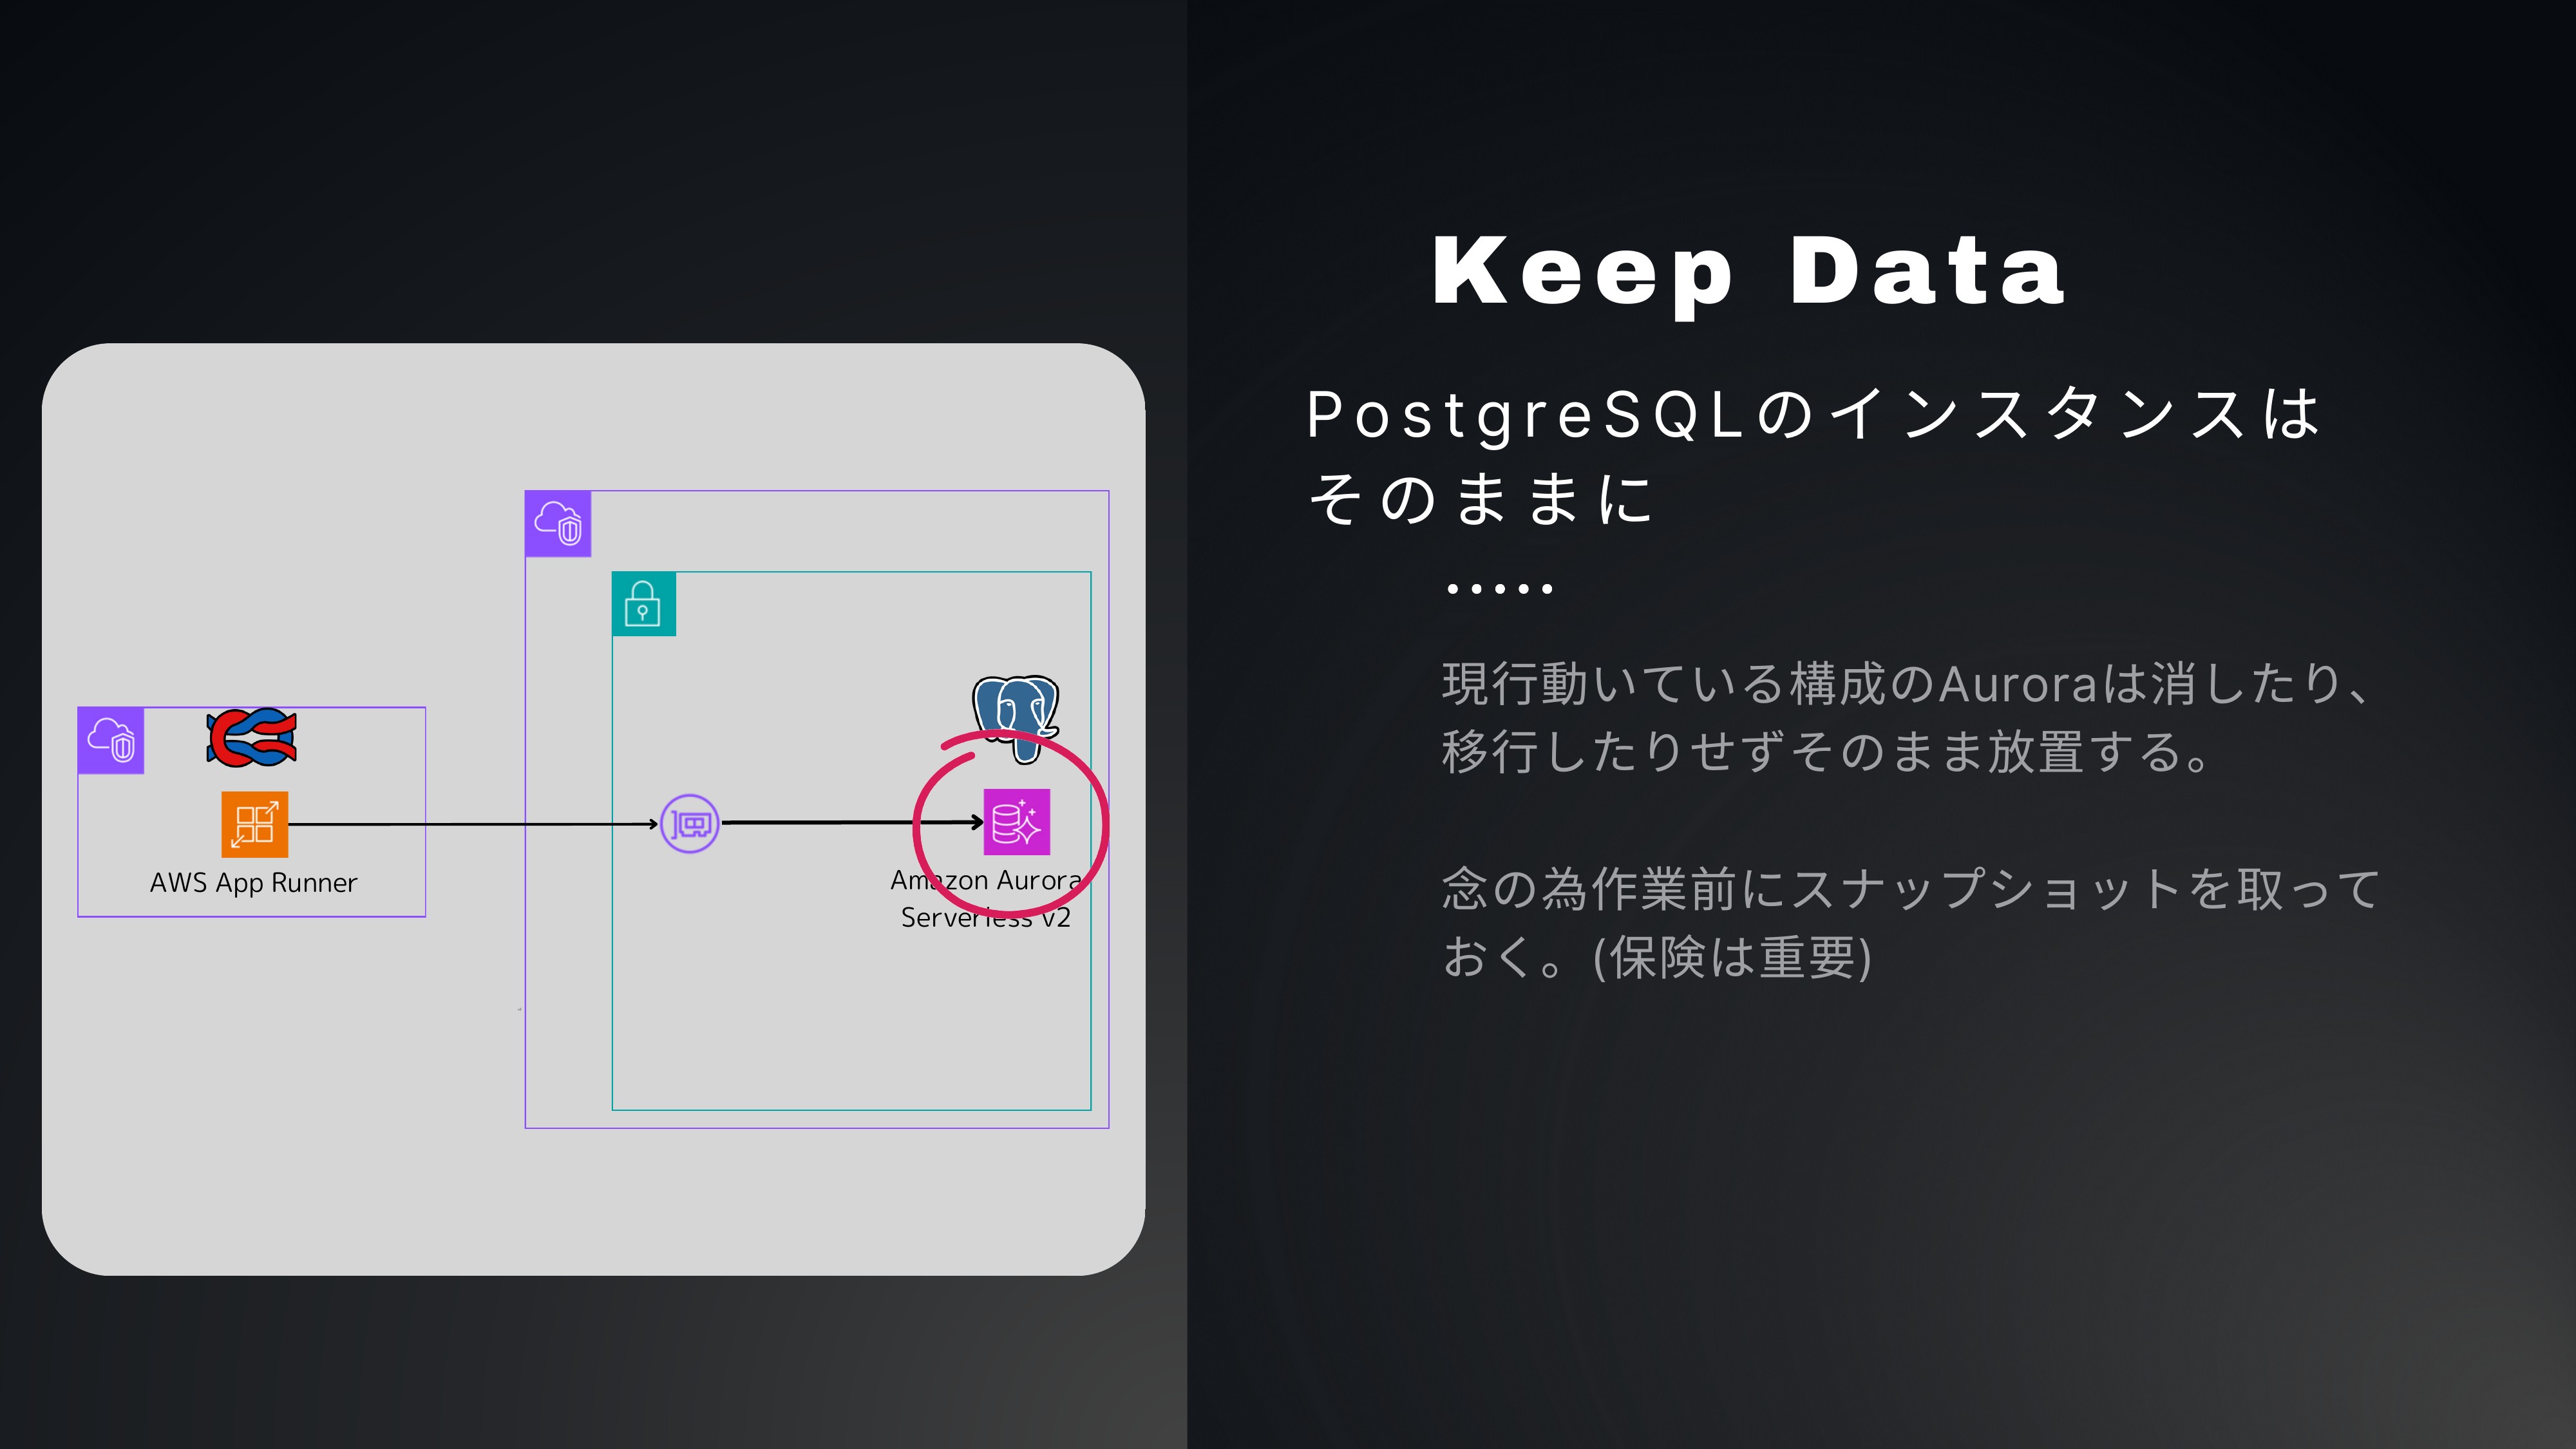 Keep Data
PostgreSQLのインスタンスは
そのままに
.....
現行動いている構成のAuroraは消したり、
移行したりせずそのまま放置する。
念の為作業前にスナップショットを取って
おく。(保険は重要)
AWS App Runner
Amazon Aurora
Serverless v2